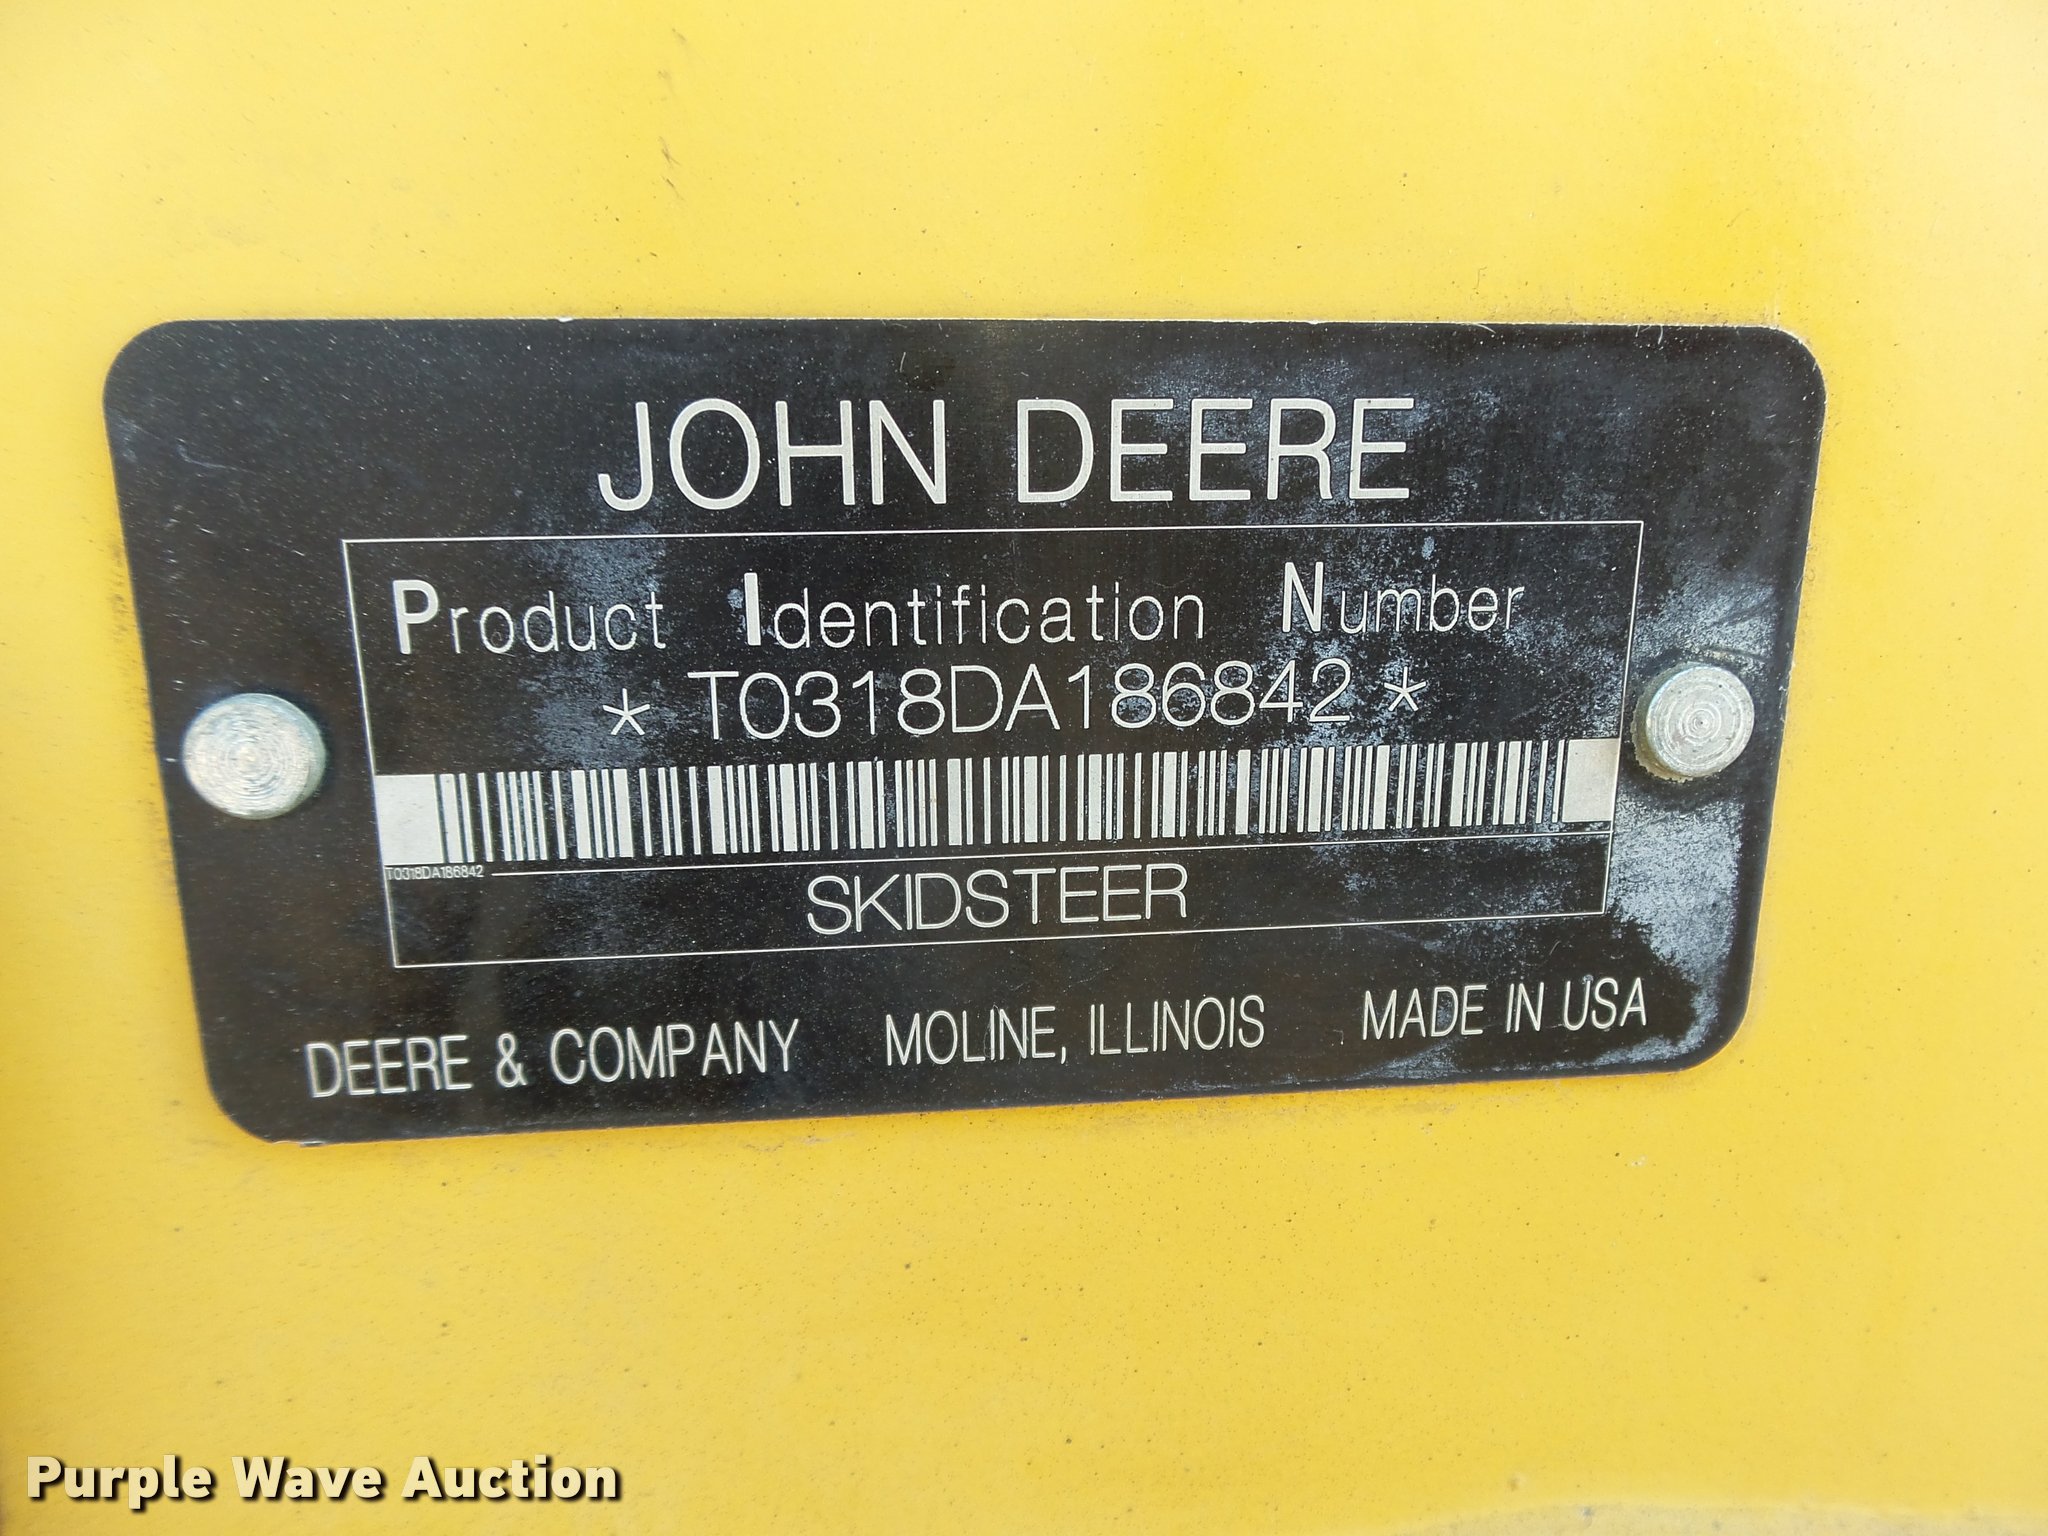 JOHN DEERE
Product Identification Number
* T0318DA186842 *
T0318DA186842
SKIDSTEER
DEERE & COMPANY MOLINE, ILLINOIS MADE IN USA
Purple Wave Auction